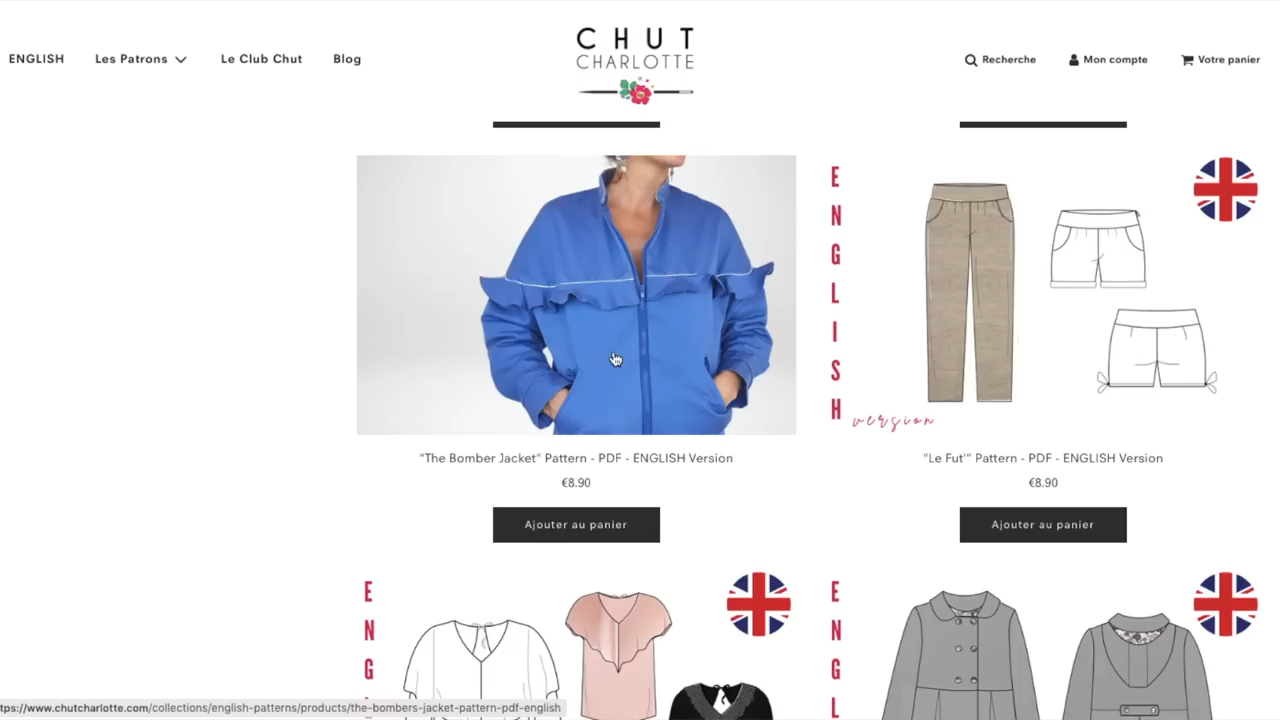 CHUT
CHARLOTTE
ENGLISH
Les Patrons
Le Club Chut
Blog
Recherche
Mon compte
Votre panier
ENGLISH
version
"The Bomber Jacket" Pattern - PDF - ENGLISH Version
€8.90
Ajouter au panier
"Le Fut'" Pattern - PDF - ENGLISH Version
€8.90
Ajouter au panier
ENG
ENGL
tps://www.chutcharlotte.com/collections/english-patterns/products/the-bombers-jacket-pattern-pdf-english